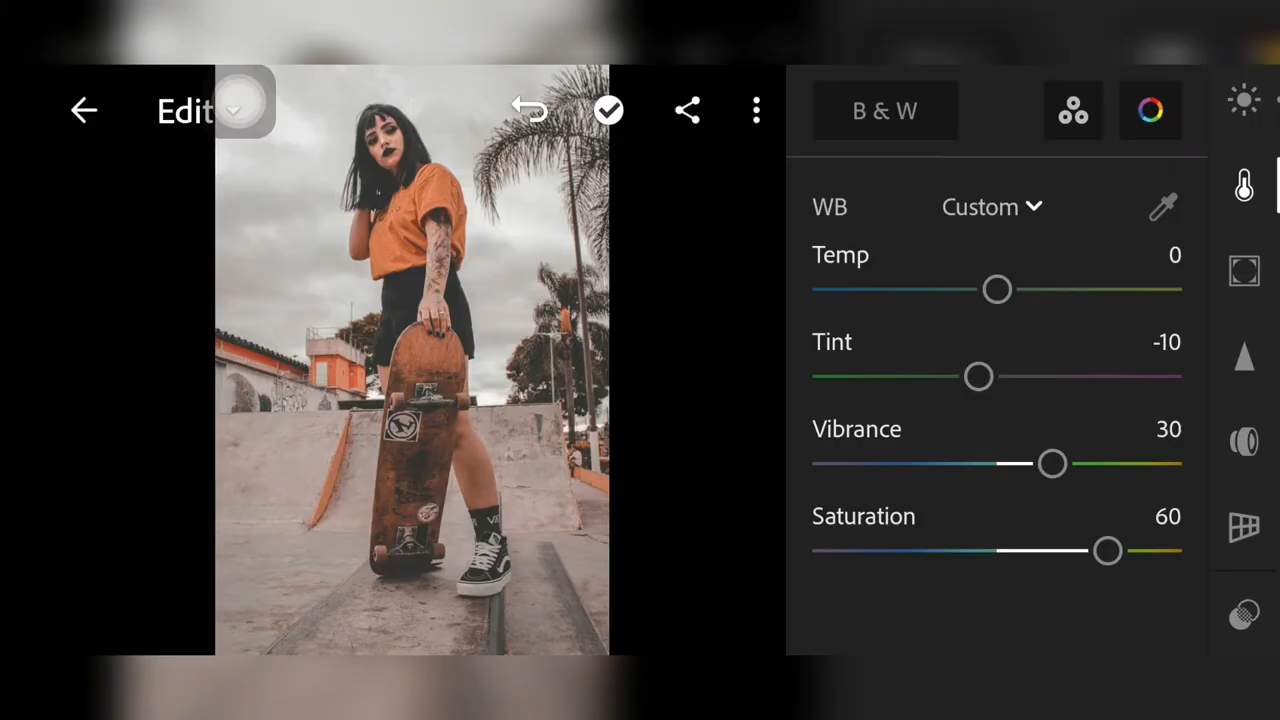 Edit
B & W
WB Custom
Temp 0
Tint -10
Vibrance 30
Saturation 60